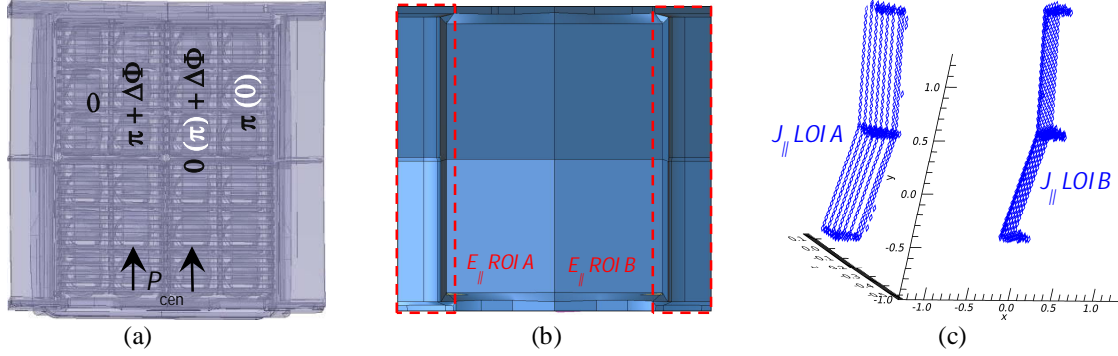 0
π + ΔΦ
0 (π) + ΔΦ
π (0)
P cen
(a)
E∥ ROI A
E∥ ROI B
(b)
J∥ LOI A
J∥ LOI B
1.0
0.5
0.0
-0.5
-1.0
y
-1.0
-0.5
0.0
0.5
1.0
x
(c)